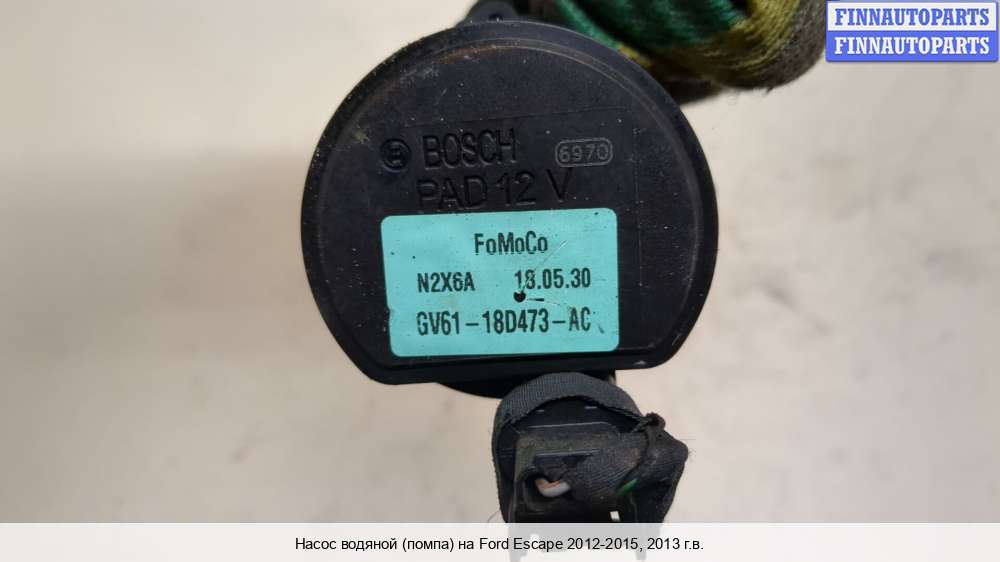 FINNAUTOPARTS
FINNAUTOPARTS
BOSCH 6970
PAD 12 V
FoMoCo
N2X6A 18.05.30
GV61-18D473-AC
Насос водяной (помпа) на Ford Escape 2012-2015, 2013 г.в.